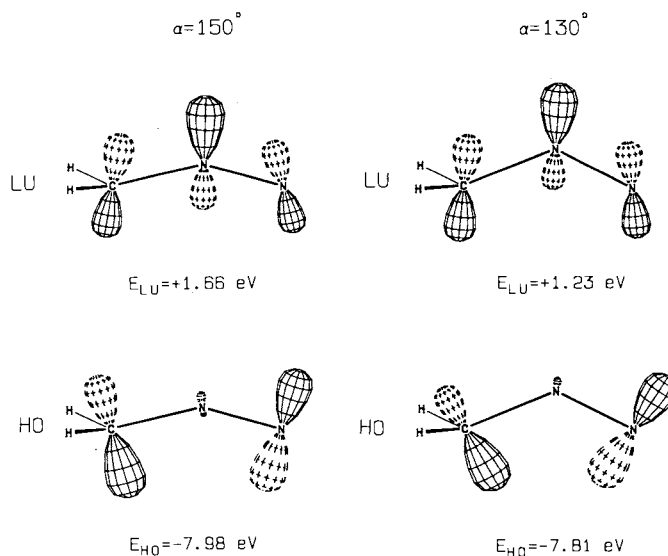 α=150° α=130°
H N H N
LU H C N LU H C N
E_LU=+1.66 eV E_LU=+1.23 eV
H N H N
HO H C N HO H C N
E_HO=-7.98 eV E_HO=-7.81 eV